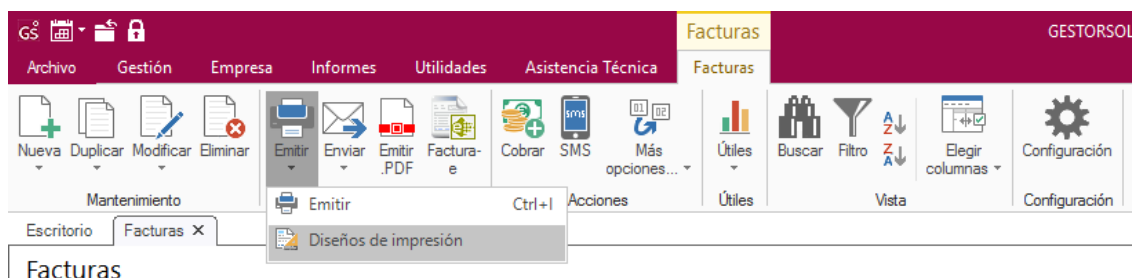 GS
Facturas
GESTORSOL
Archivo Gestión Empresa Informes Utilidades Asistencia Técnica Facturas
sms 01 0E
Nueva Duplicar Modificar Eliminar Emitir Enviar Emitir Factura- Cobrar SMS Más Útiles Buscar Filtro Elegir Configuración
.PDF e opciones... columnas
Mantenimiento Acciones Útiles Vista Configuración
Emitir Ctrl+I
Diseños de impresión
Escritorio Facturas X
Facturas